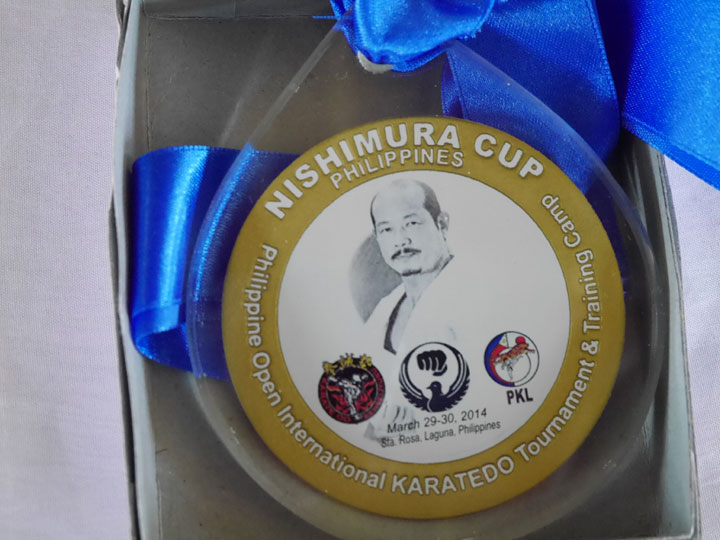 NISHIMURA CUP
PHILIPPINES
Philippine Open International KARATEDO Tournament & Training Camp
PKL
March 29-30, 2014
Sta. Rosa, Laguna, Philippines